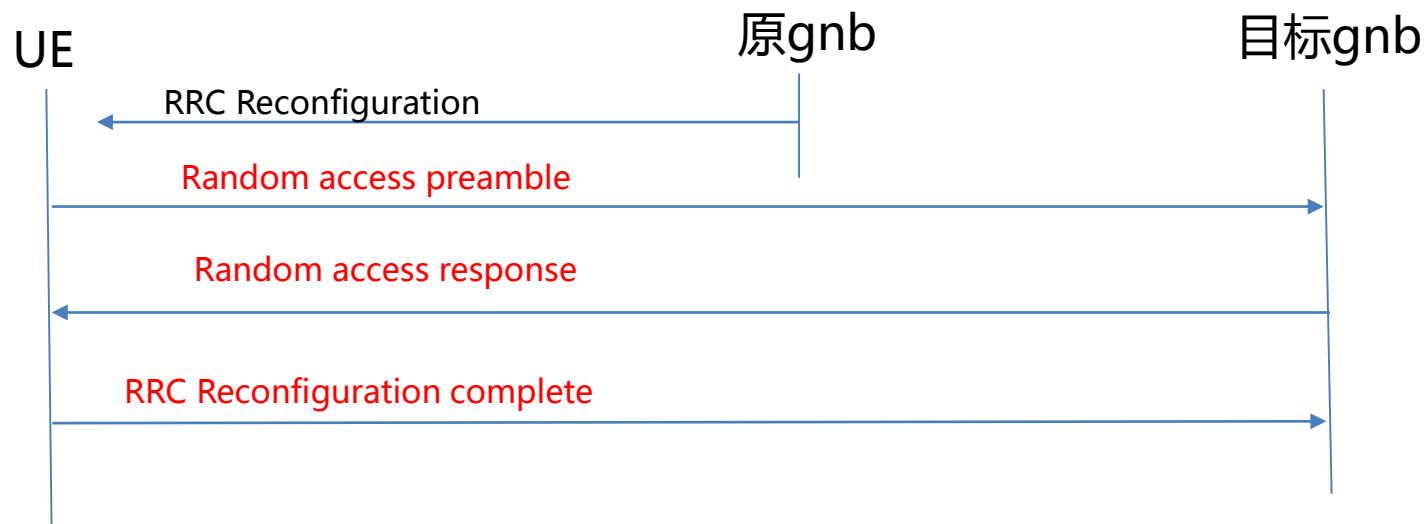 UE
原gnb
目标gnb
RRC Reconfiguration
Random access preamble
Random access response
RRC Reconfiguration complete